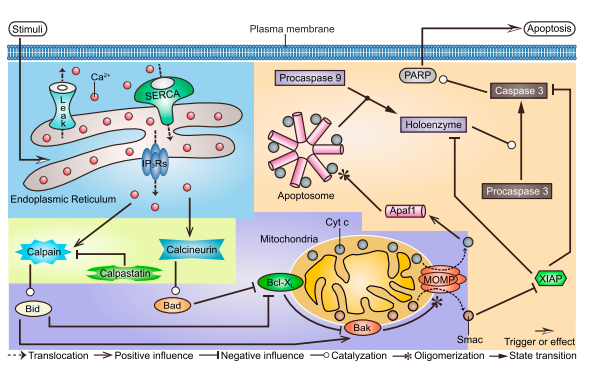 Stimuli
Plasma membrane
Apoptosis
Ca2+
Leak
SERCA
IP3Rs
Endoplasmic Reticulum
Procaspase 9
PARP
Caspase 3
Holoenzyme
Procaspase 3
Apoptosome
Apaf1
Calpain
Calpastatin
Calcineurin
Mitochondria
Cyt c
Bid
Bad
Bcl-XL
Bak
MOMP
XIAP
Smac
Trigger or effect
Translocation
Positive influence
Negative influence
Catalyzation
Oligomerization
State transition